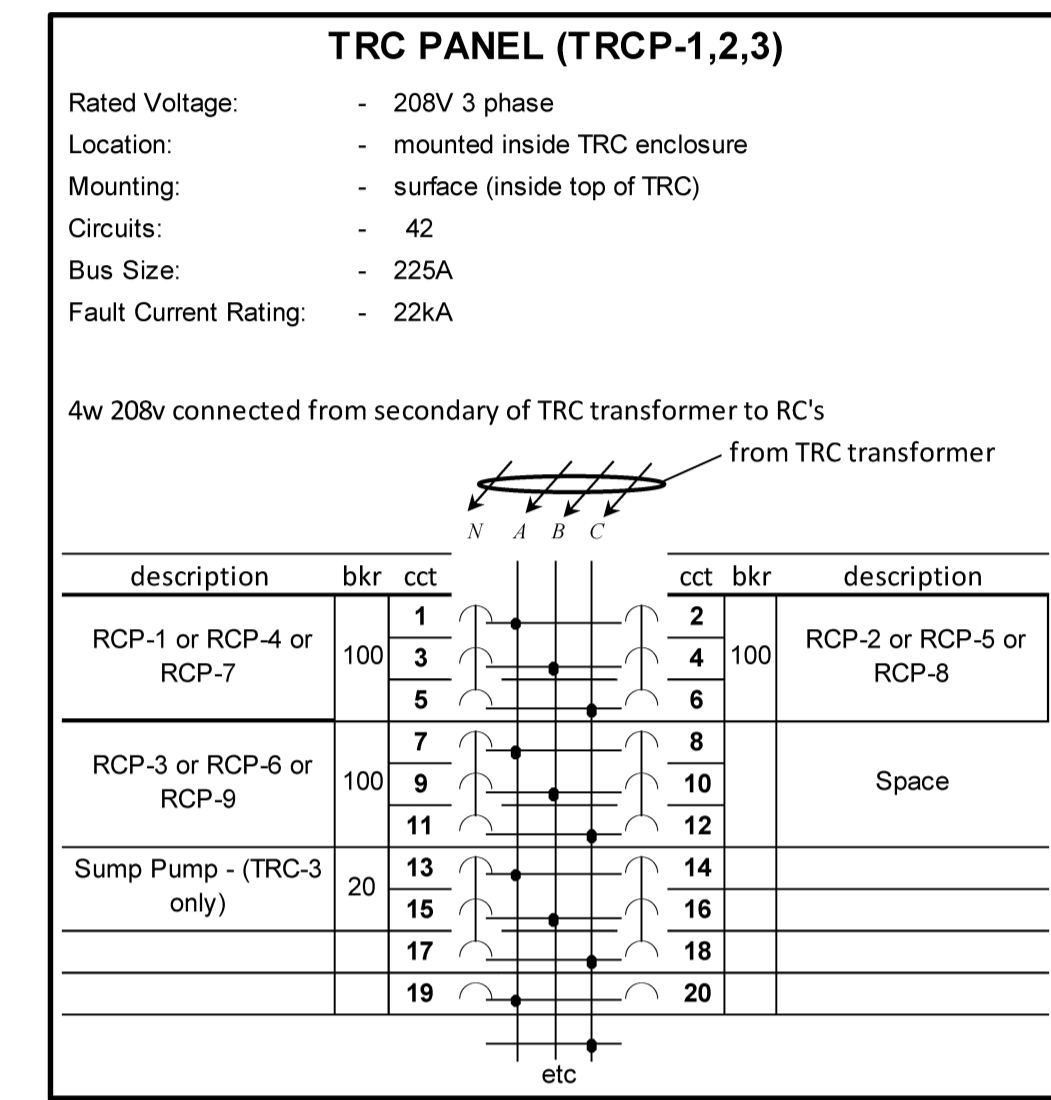 TRC PANEL (TRCP-1,2,3)
Rated Voltage: - 208V 3 phase
Location: - mounted inside TRC enclosure
Mounting: - surface (inside top of TRC)
Circuits: - 42
Bus Size: - 225A
Fault Current Rating: - 22kA
4w 208v connected from secondary of TRC transformer to RC's
from TRC transformer
N A B C
description bkr cct cct bkr description
RCP-1 or RCP-4 or
RCP-7
100
1
3
5
2
4
6
100
RCP-2 or RCP-5 or
RCP-8
RCP-3 or RCP-6 or
RCP-9
100
7
9
11
8
10
12
Space
Sump Pump - (TRC-3
only)
20
13
15
14
16
17 18
19 20
etc